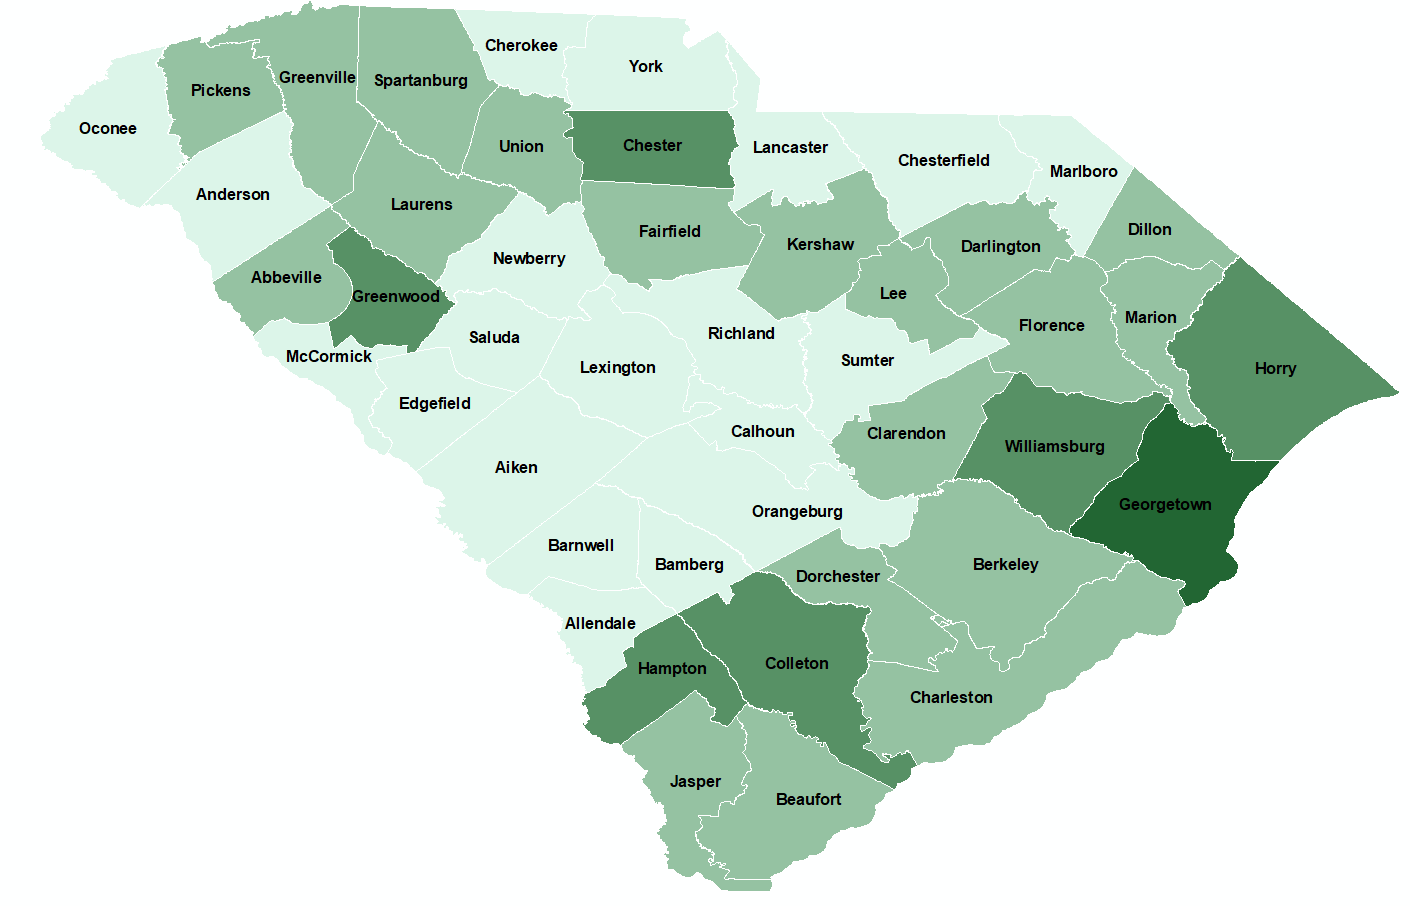 Cherokee
York
Greenville
Spartanburg
Pickens
Oconee
Union
Chester
Lancaster
Chesterfield
Marlboro
Anderson
Laurens
Fairfield
Kershaw
Darlington
Dillon
Newberry
Abbeville
Greenwood
Lee
Marion
Florence
Richland
Saluda
McCormick
Lexington
Sumter
Horry
Edgefield
Calhoun
Clarendon
Williamsburg
Aiken
Orangeburg
Georgetown
Barnwell
Bamberg
Dorchester
Berkeley
Allendale
Hampton
Colleton
Charleston
Jasper
Beaufort